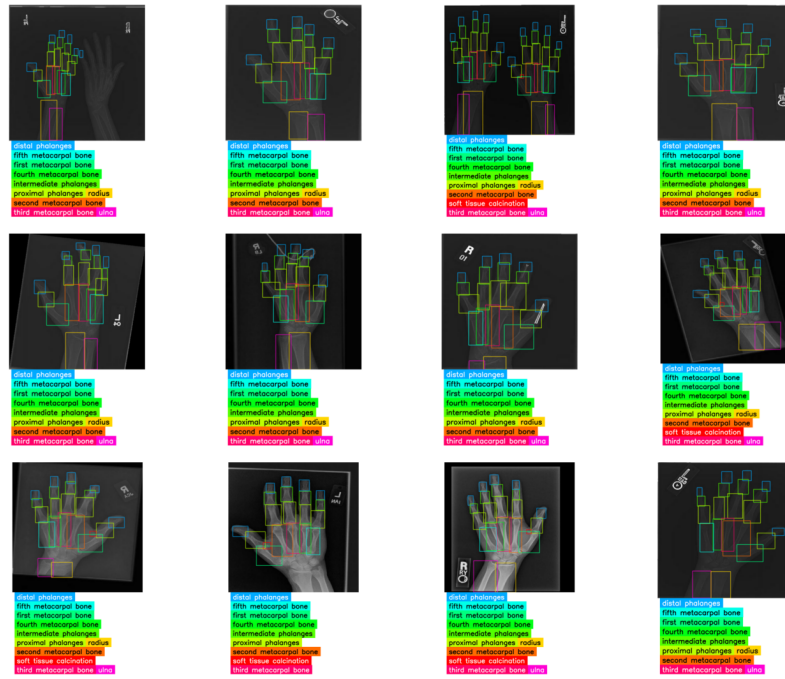 distal phalanges
fifth metacarpal bone
first metacarpal bone
fourth metacarpal bone
intermediate phalanges
proximal phalanges radius
second metacarpal bone
third metacarpal bone ulna
distal phalanges
fifth metacarpal bone
first metacarpal bone
fourth metacarpal bone
intermediate phalanges
proximal phalanges radius
second metacarpal bone
third metacarpal bone ulna
distal phalanges
fifth metacarpal bone
first metacarpal bone
fourth metacarpal bone
intermediate phalanges
proximal phalanges radius
second metacarpal bone
soft tissue calcination
third metacarpal bone ulna
distal phalanges
fifth metacarpal bone
first metacarpal bone
fourth metacarpal bone
intermediate phalanges
proximal phalanges radius
second metacarpal bone
third metacarpal bone ulna
L
distal phalanges
fifth metacarpal bone
first metacarpal bone
fourth metacarpal bone
intermediate phalanges
proximal phalanges radius
second metacarpal bone
third metacarpal bone ulna
R
distal phalanges
fifth metacarpal bone
first metacarpal bone
fourth metacarpal bone
intermediate phalanges
proximal phalanges radius
second metacarpal bone
third metacarpal bone ulna
R
D1
distal phalanges
fifth metacarpal bone
first metacarpal bone
fourth metacarpal bone
intermediate phalanges
proximal phalanges radius
second metacarpal bone
third metacarpal bone ulna
distal phalanges
fifth metacarpal bone
first metacarpal bone
fourth metacarpal bone
intermediate phalanges
proximal phalanges radius
second metacarpal bone
soft tissue calcination
third metacarpal bone ulna
R
distal phalanges
fifth metacarpal bone
first metacarpal bone
fourth metacarpal bone
intermediate phalanges
proximal phalanges radius
second metacarpal bone
soft tissue calcination
third metacarpal bone ulna
L
distal phalanges
fifth metacarpal bone
first metacarpal bone
fourth metacarpal bone
intermediate phalanges
proximal phalanges
second metacarpal bone
soft tissue calcination
third metacarpal bone
R
distal phalanges
fifth metacarpal bone
first metacarpal bone
fourth metacarpal bone
intermediate phalanges
proximal phalanges radius
second metacarpal bone
soft tissue calcination
third metacarpal bone ulna
distal phalanges
fifth metacarpal bone
first metacarpal bone
fourth metacarpal bone
intermediate phalanges
proximal phalanges radius
second metacarpal bone
third metacarpal bone ulna